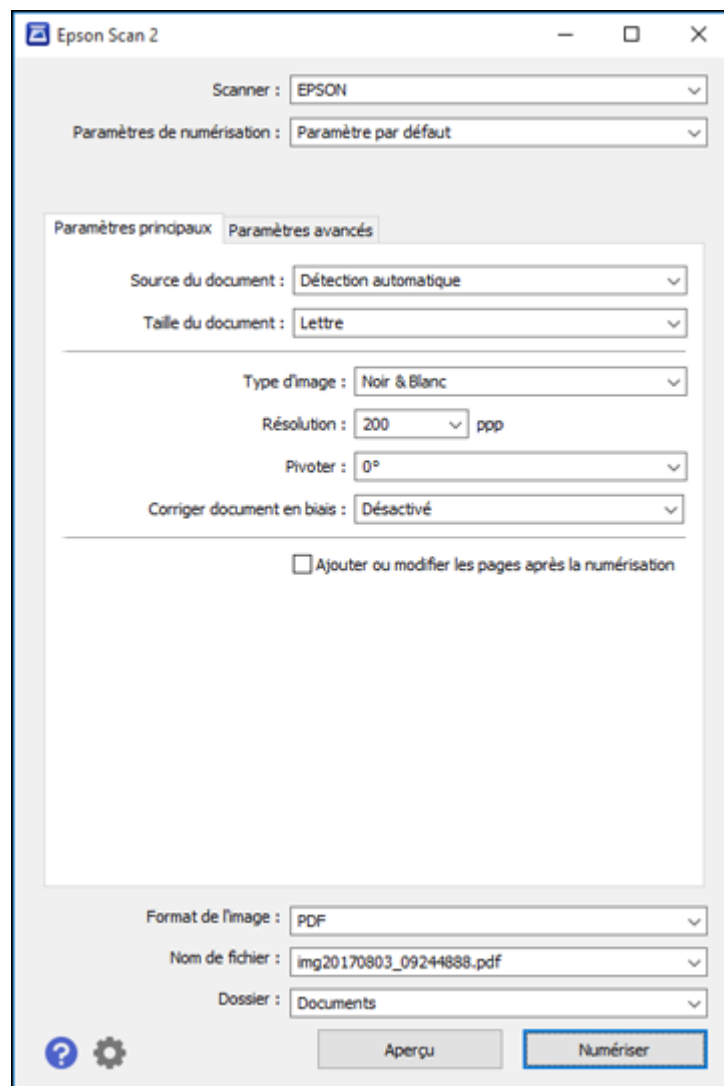 Epson Scan 2
Scanner : EPSON
Paramètres de numérisation : Paramètre par défaut
Paramètres principaux Paramètres avancés
Source du document : Détection automatique
Taille du document : Lettre
Type d'image : Noir & Blanc
Résolution : 200 ppp
Pivoter : 0°
Corriger document en biais : Désactivé
Ajouter ou modifier les pages après la numérisation
Format de l'image : PDF
Nom de fichier : img20170803_09244888.pdf
Dossier : Documents
? Aperçu Numériser